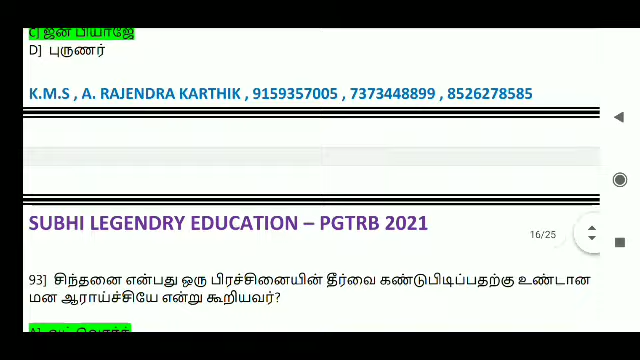 C] ஜீன் பியாஜே
D] புருணர்
K.M.S , A. RAJENDRA KARTHIK , 9159357005 , 7373448899 , 8526278585
SUBHI LEGENDRY EDUCATION – PGTRB 2021
16/25
93] சிந்தனை என்பது ஒரு பிரச்சினையின் தீர்வை கண்டுபிடிப்பதற்கு உண்டான
மன ஆராய்ச்சியே என்று கூறியவர்?
A]